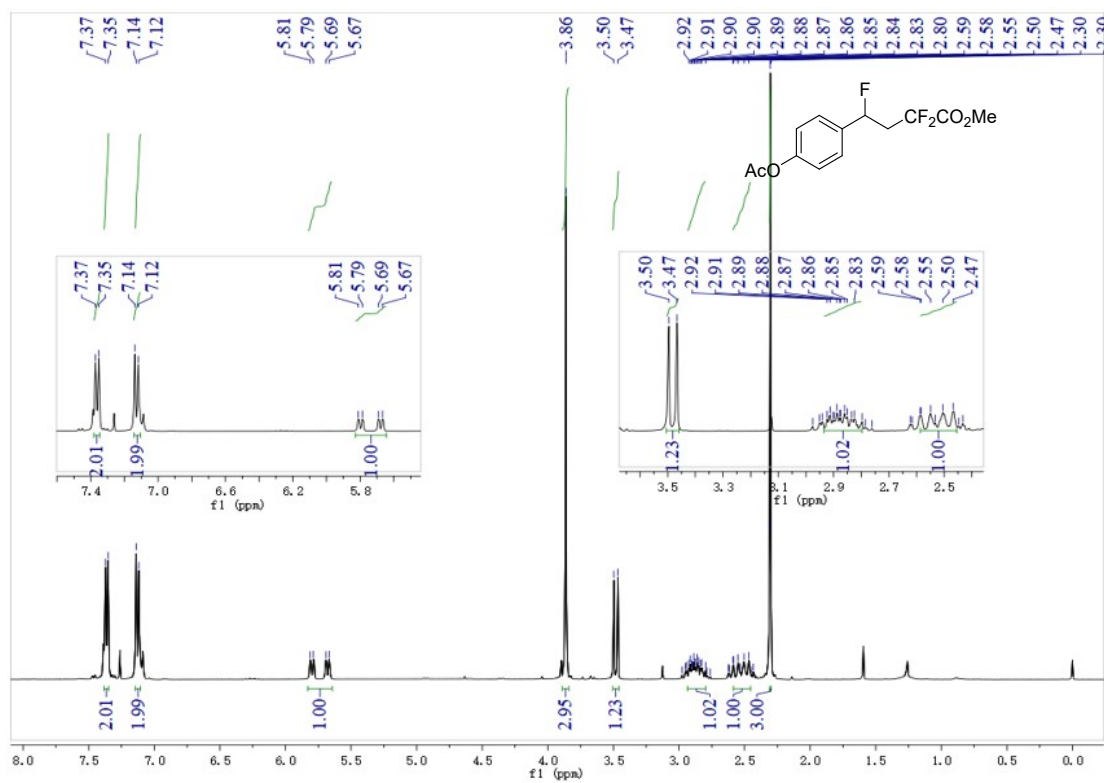 7.37 7.35 7.14 7.12 5.81 5.79 5.69 5.67 3.86 3.50 3.47 2.92 2.91 2.90 2.90 2.89 2.88 2.87 2.86 2.85 2.84 2.83 2.80 2.59 2.58 2.55 2.50 2.47 2.30 2.30
F
CF2CO2Me
AcO
7.37 7.35 7.14 7.12 5.81 5.79 5.69 5.67
2.01 1.99 1.00
7.4 7.0 6.6 6.2 5.8
f1 (ppm)
3.50 3.47 2.92 2.91 2.89 2.88 2.87 2.86 2.85 2.83 2.59 2.58 2.55 2.50 2.47
1.23 1.02 1.00
3.5 3.3 3.1 2.9 2.7 2.5
f1 (ppm)
2.01 1.99 1.00 2.95 1.23 1.02 1.00 3.00
8.0 7.5 7.0 6.5 6.0 5.5 5.0 4.5 4.0 3.5 3.0 2.5 2.0 1.5 1.0 0.5 0.0
f1 (ppm)